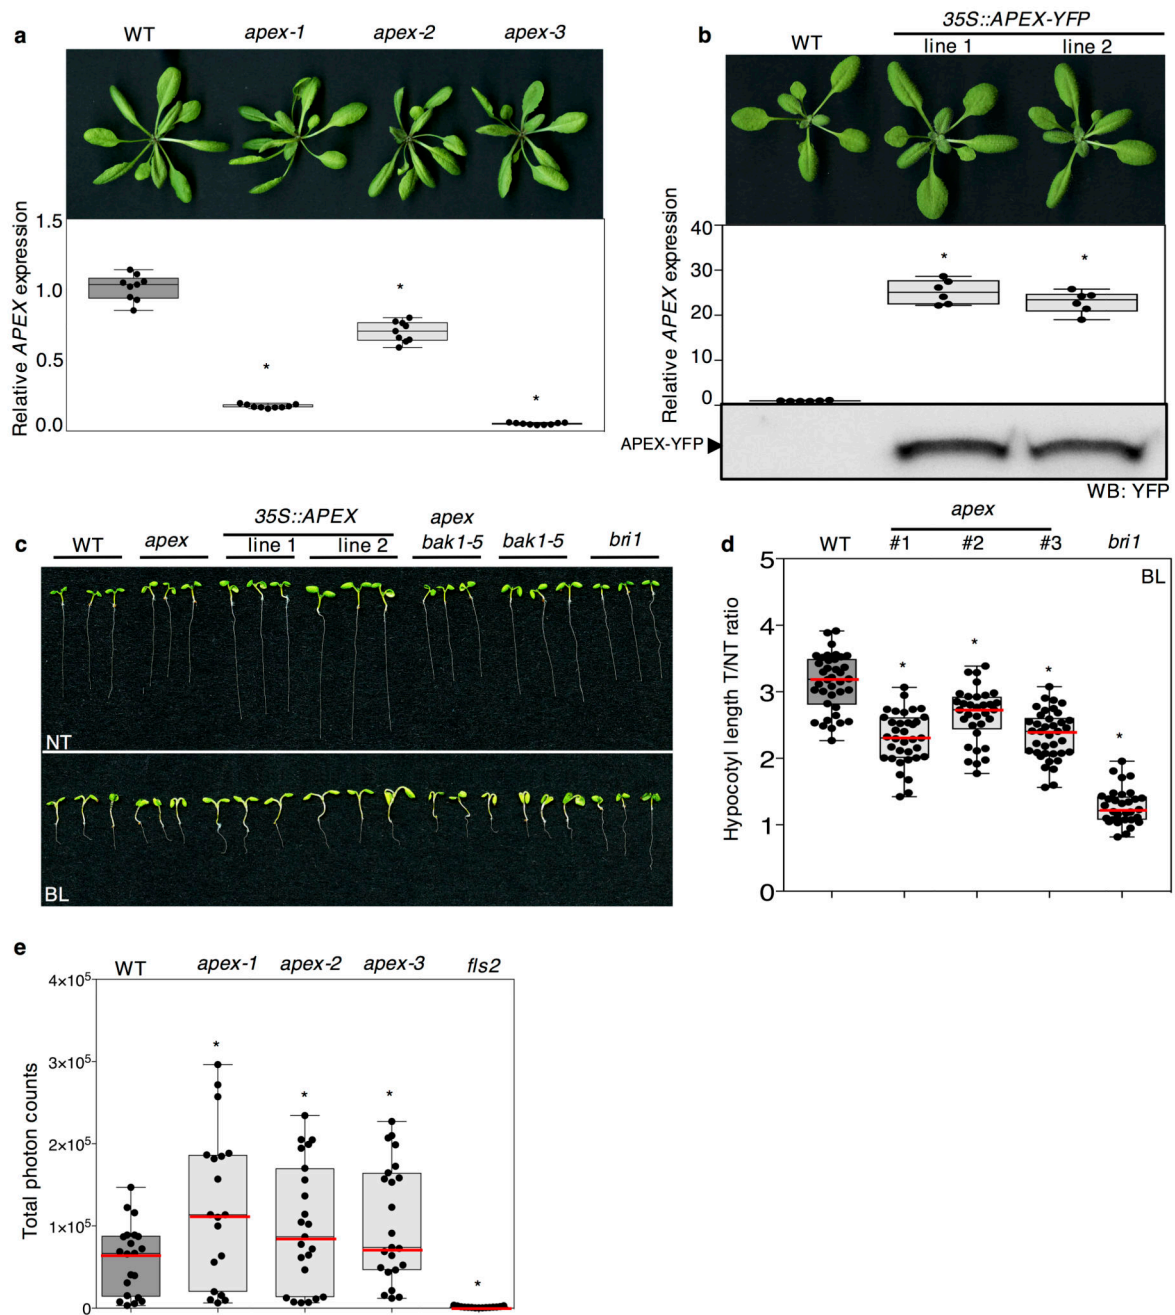 a
WT apex-1 apex-2 apex-3
Relative APEX expression
1.5
1.0
0.5
0.0
*
*
*
b
35S::APEX-YFP
WT line 1 line 2
Relative APEX expression
40
30
20
10
0
*
*
APEX-YFP
WB: YFP
c
35S::APEX apex
WT apex line 1 line 2 bak1-5 bak1-5 bri1
NT
BL
d
apex
WT #1 #2 #3 bri1
BL
Hypocotyl length T/NT ratio
5
4
3
2
1
0
*
*
*
*
e
WT apex-1 apex-2 apex-3 fls2
Total photon counts
4×10⁵
3×10⁵
2×10⁵
1×10⁵
0
*
*
*
*